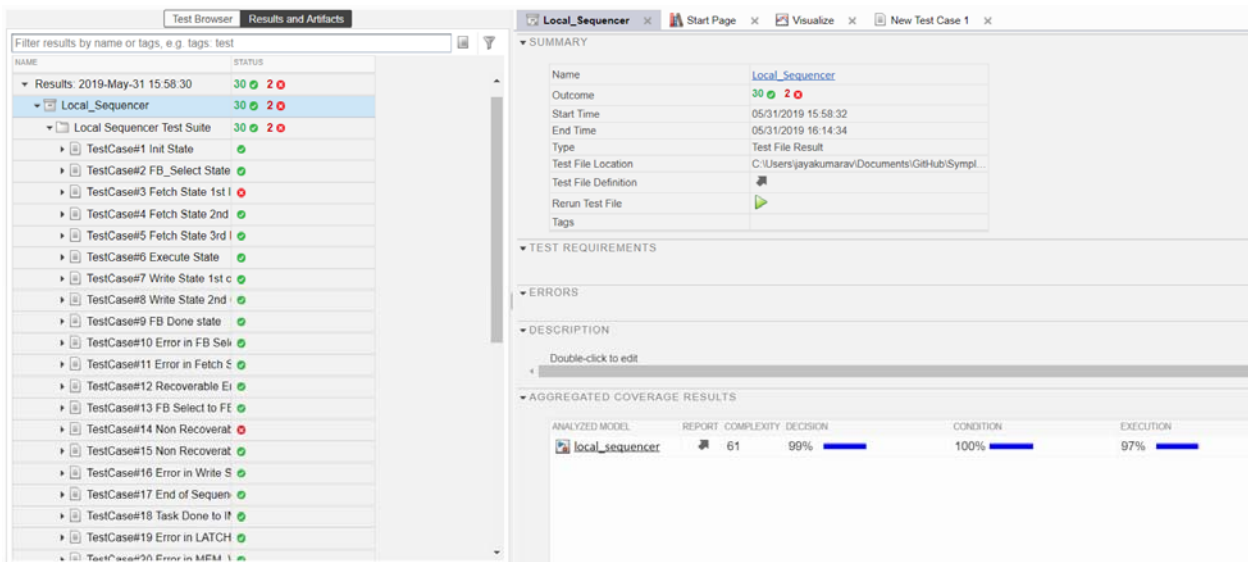 Test Browser Results and Artifacts
Filter results by name or tags, e.g. tags: test
NAME STATUS
Results: 2019-May-31 15:58:30 30 2
Local_Sequencer 30 2
Local Sequencer Test Suite 30 2
TestCase#1 Init State
TestCase#2 FB_Select State
TestCase#3 Fetch State 1st
TestCase#4 Fetch State 2nd
TestCase#5 Fetch State 3rd
TestCase#6 Execute State
TestCase#7 Write State 1st c
TestCase#8 Write State 2nd
TestCase#9 FB Done state
TestCase#10 Error in FB Sele
TestCase#11 Error in Fetch S
TestCase#12 Recoverable Er
TestCase#13 FB Select to FE
TestCase#14 Non Recoverat
TestCase#15 Non Recoverat
TestCase#16 Error in Write S
TestCase#17 End of Sequen
TestCase#18 Task Done to IN
TestCase#19 Error in LATCH
TestCase#20 Error in MEM
Local_Sequencer Start Page Visualize New Test Case 1
SUMMARY
Name Local_Sequencer
Outcome 30 2
Start Time 05/31/2019 15:58:32
End Time 05/31/2019 16:14:34
Type Test File Result
Test File Location C:\Users\jayakumarav\Documents\GitHub\Sympl...
Test File Definition
Rerun Test File
Tags
TEST REQUIREMENTS
ERRORS
DESCRIPTION
Double-click to edit
AGGREGATED COVERAGE RESULTS
ANALYZED MODEL REPORT COMPLEXITY DECISION CONDITION EXECUTION
local_sequencer 61 99% 100% 97%